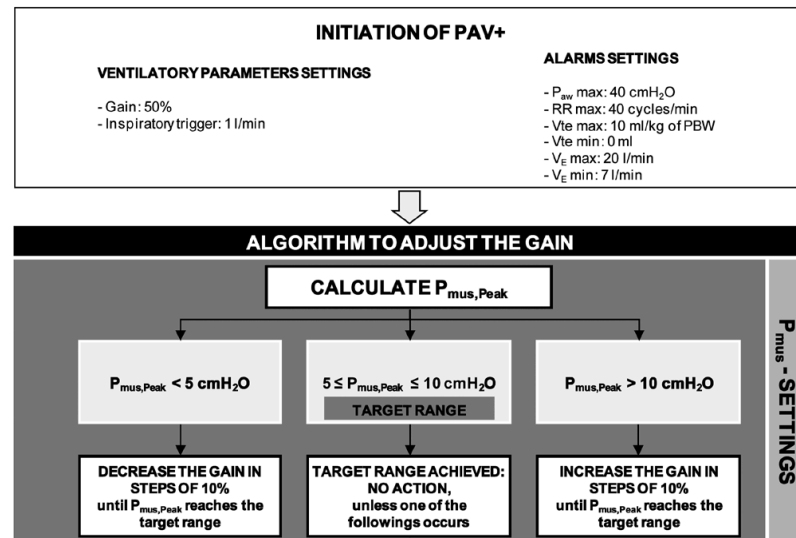 INITIATION OF PAV+
VENTILATORY PARAMETERS SETTINGS
- Gain: 50%
- Inspiratory trigger: 1 l/min
ALARMS SETTINGS
- Paw max: 40 cmH2O
- RR max: 40 cycles/min
- Vte max: 10 ml/kg of PBW
- Vte min: 0 ml
- VE max: 20 l/min
- VE min: 7 l/min
ALGORITHM TO ADJUST THE GAIN
CALCULATE Pmus,Peak
Pmus,Peak < 5 cmH2O
5 ≤ Pmus,Peak ≤ 10 cmH2O
TARGET RANGE
Pmus,Peak > 10 cmH2O
DECREASE THE GAIN IN
STEPS OF 10%
until Pmus,Peak reaches the
target range
TARGET RANGE ACHIEVED:
NO ACTION,
unless one of the
followings occurs
INCREASE THE GAIN IN
STEPS OF 10%
until Pmus,Peak reaches the
target range
Pmus - SETTINGS